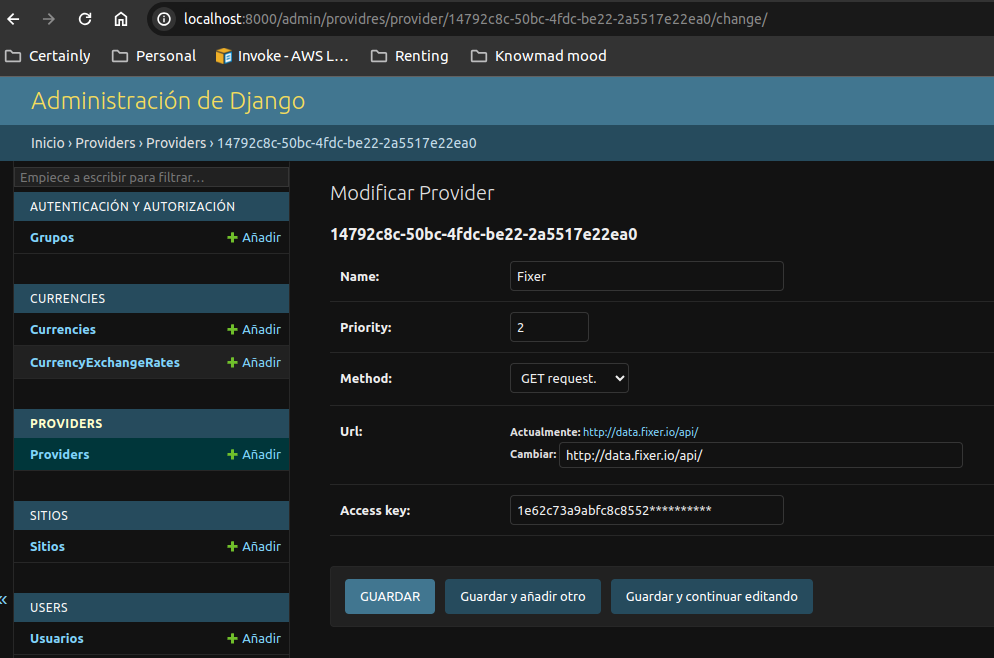 localhost:8000/admin/providres/provider/14792c8c-50bc-4fdc-be22-2a5517e22ea0/change/
Certainly Personal Invoke - AWS L... Renting Knowmad mood
Administración de Django
Inicio › Providers › Providers › 14792c8c-50bc-4fdc-be22-2a5517e22ea0
Empiece a escribir para filtrar...
AUTENTICACIÓN Y AUTORIZACIÓN
Grupos + Añadir
CURRENCIES
Currencies + Añadir
CurrencyExchangeRates + Añadir
PROVIDERS
Providers + Añadir
SITIOS
Sitios + Añadir
USERS
Usuarios + Añadir
«
Modificar Provider
14792c8c-50bc-4fdc-be22-2a5517e22ea0
Name: Fixer
Priority: 2
Method: GET request.
Url: Actualmente: http://data.fixer.io/api/
Cambiar: http://data.fixer.io/api/
Access key: 1e62c73a9abfc8c8552**********
GUARDAR Guardar y añadir otro Guardar y continuar editando